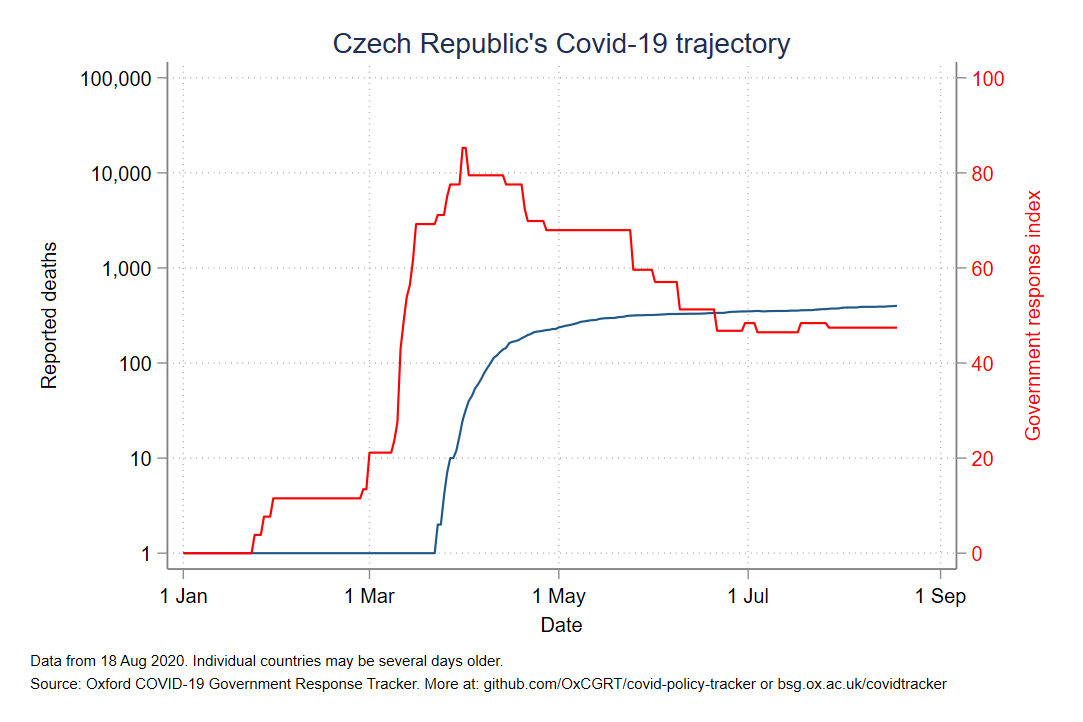 Czech Republic's Covid-19 trajectory
100,000
10,000
1,000
100
10
1
Reported deaths
100
80
60
40
20
0
Government response index
1 Jan
1 Mar
1 May
1 Jul
1 Sep
Date
Data from 18 Aug 2020. Individual countries may be several days older.
Source: Oxford COVID-19 Government Response Tracker. More at: github.com/OxCGRT/covid-policy-tracker or bsg.ox.ac.uk/covidtracker